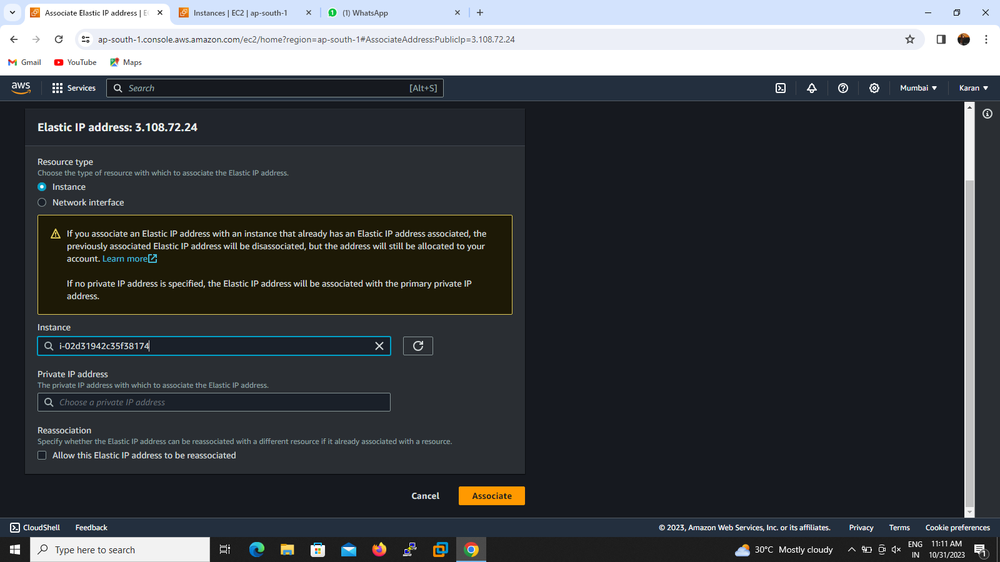 Associate Elastic IP address | EC
Instances | EC2 | ap-south-1
(1) WhatsApp
ap-south-1.console.aws.amazon.com/ec2/home?region=ap-south-1#AssociateAddress:PublicIp=3.108.72.24
Gmail
YouTube
Maps
aws
Services
Search
[Alt+S]
Mumbai
Karan
Elastic IP address: 3.108.72.24
Resource type
Choose the type of resource with which to associate the Elastic IP address.
Instance
Network interface
If you associate an Elastic IP address with an instance that already has an Elastic IP address associated, the
previously associated Elastic IP address will be disassociated, but the address will still be allocated to your
account. Learn more
If no private IP address is specified, the Elastic IP address will be associated with the primary private IP
address.
Instance
i-02d31942c35f38174
Private IP address
The private IP address with which to associate the Elastic IP address.
Choose a private IP address
Reassociation
Specify whether the Elastic IP address can be reassociated with a different resource if it already associated with a resource.
Allow this Elastic IP address to be reassociated
Cancel
Associate
CloudShell
Feedback
© 2023, Amazon Web Services, Inc. or its affiliates.
Privacy
Terms
Cookie preferences
Type here to search
30°C Mostly cloudy
ENG
IN
11:11 AM
10/31/2023
1